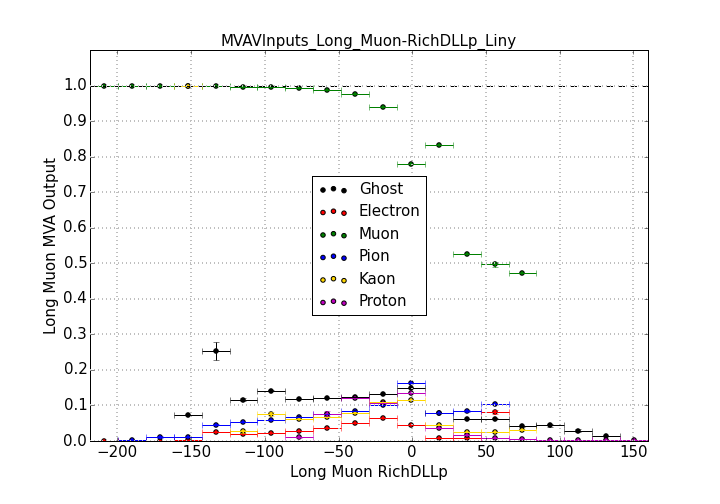 MVAVInputs_Long_Muon-RichDLLp_Liny
Long Muon MVA Output
1.0
0.9
0.8
0.7
0.6
0.5
0.4
0.3
0.2
0.1
0.0
Ghost
Electron
Muon
Pion
Kaon
Proton
−200 −150 −100 −50 0 50 100 150
Long Muon RichDLLp